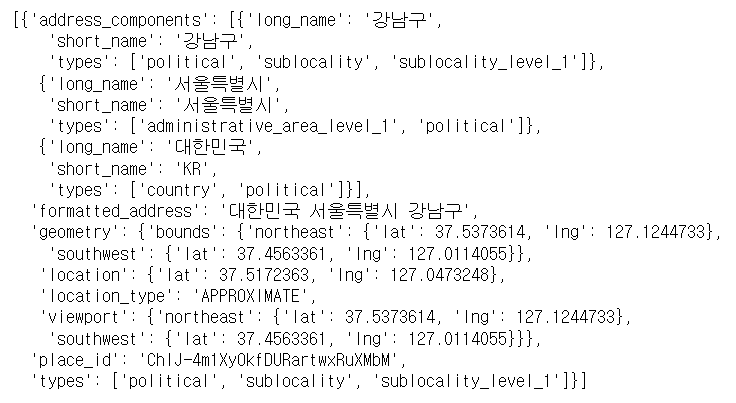 [{'address_components': [{'long_name': '강남구',
'short_name': '강남구',
'types': ['political', 'sublocality', 'sublocality_level_1']},
{'long_name': '서울특별시',
'short_name': '서울특별시',
'types': ['administrative_area_level_1', 'political']},
{'long_name': '대한민국',
'short_name': 'KR',
'types': ['country', 'political']}],
'formatted_address': '대한민국 서울특별시 강남구',
'geometry': {'bounds': {'northeast': {'lat': 37.5373614, 'lng': 127.1244733},
'southwest': {'lat': 37.4563361, 'lng': 127.0114055}},
'location': {'lat': 37.5172363, 'lng': 127.0473248},
'location_type': 'APPROXIMATE',
'viewport': {'northeast': {'lat': 37.5373614, 'lng': 127.1244733},
'southwest': {'lat': 37.4563361, 'lng': 127.0114055}}},
'place_id': 'ChIJ-4m1XyOkfDURartwxRuXMbM',
'types': ['political', 'sublocality', 'sublocality_level_1']}]